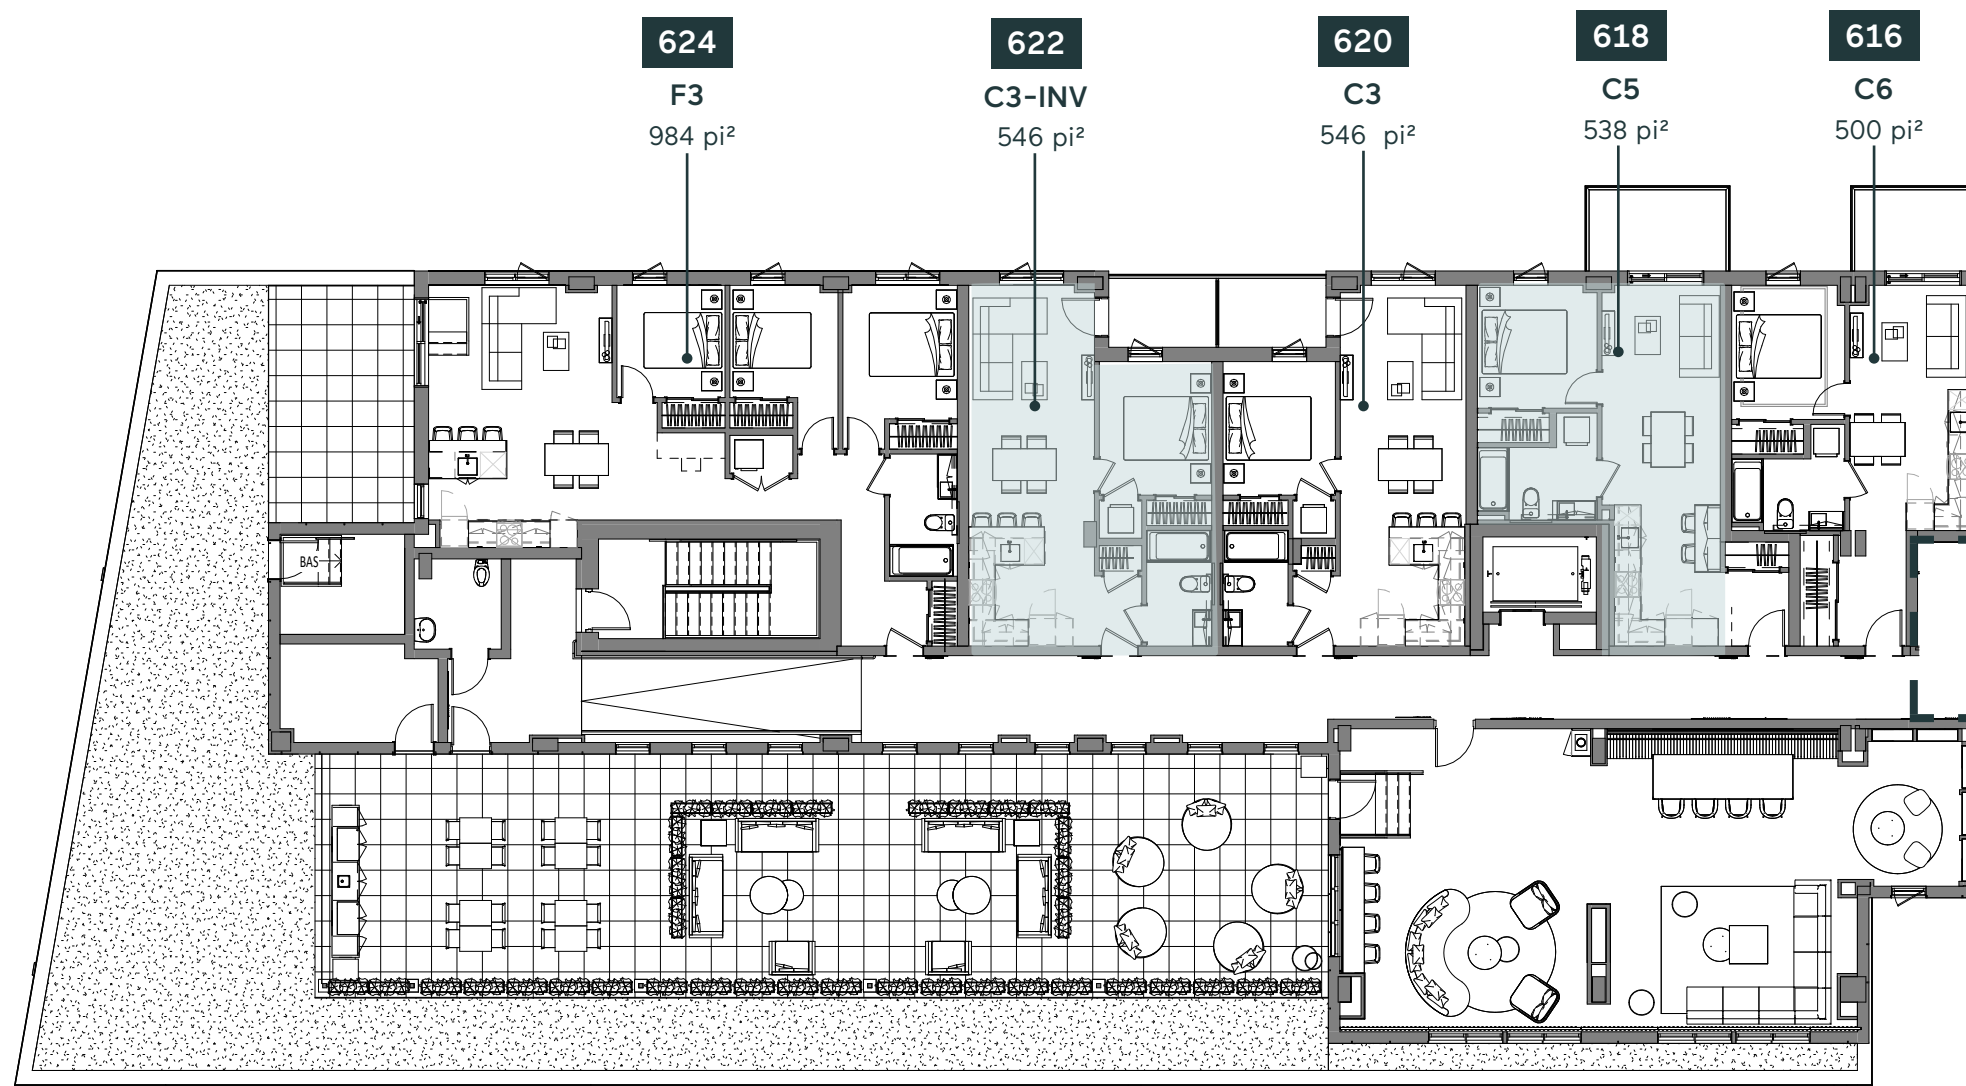 624
F3
984 pi²
622
C3-INV
546 pi²
620
C3
546 pi²
618
C5
538 pi²
616
C6
500 pi²
BAS